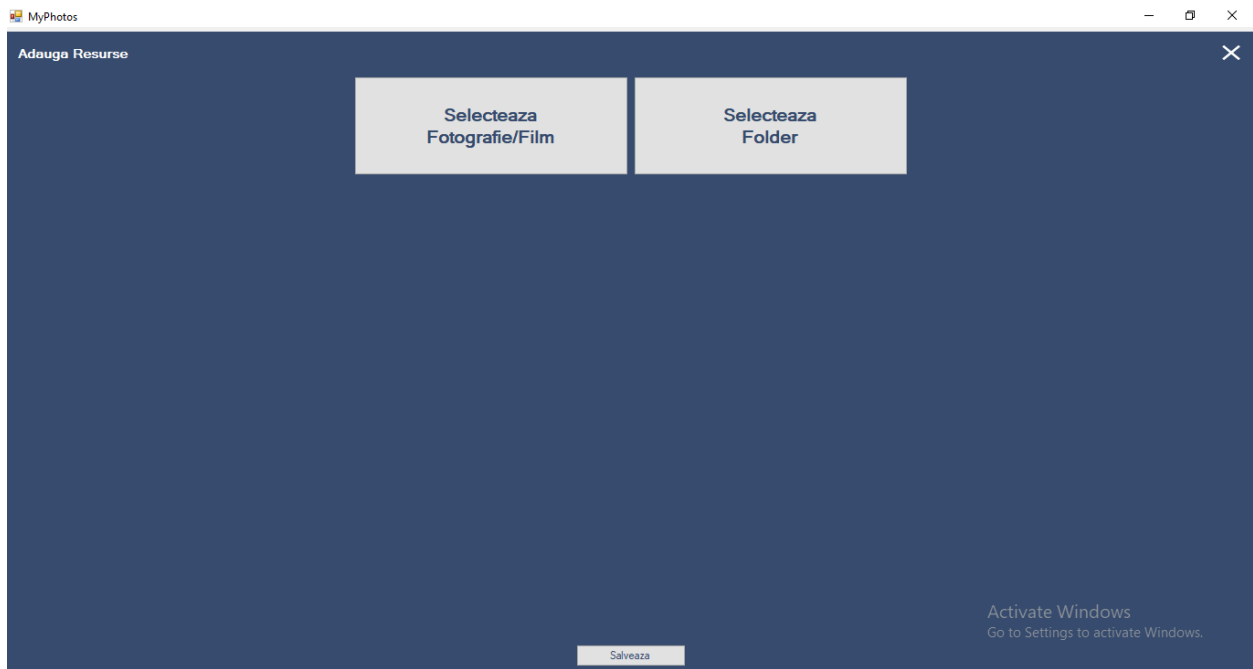 MyPhotos
Adauga Resurse
Selecteaza
Fotografie/Film
Selecteaza
Folder
Activate Windows
Go to Settings to activate Windows.
Salveaza